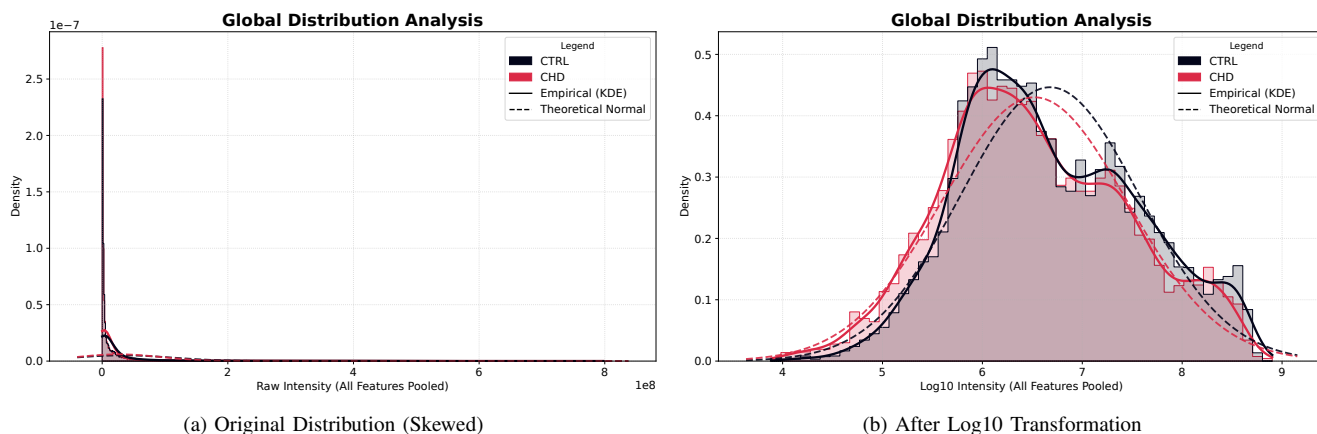 Global Distribution Analysis
1e−7
Legend
CTRL
CHD
Empirical (KDE)
Theoretical Normal
2.5
2.0
1.5
1.0
0.5
0.0
Density
0
2
4
6
8
1e8
Raw Intensity (All Features Pooled)
(a) Original Distribution (Skewed)
Global Distribution Analysis
Legend
CTRL
CHD
Empirical (KDE)
Theoretical Normal
0.5
0.4
0.3
0.2
0.1
0.0
Density
4
5
6
7
8
9
Log10 Intensity (All Features Pooled)
(b) After Log10 Transformation